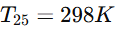 T₂₅ = 298K